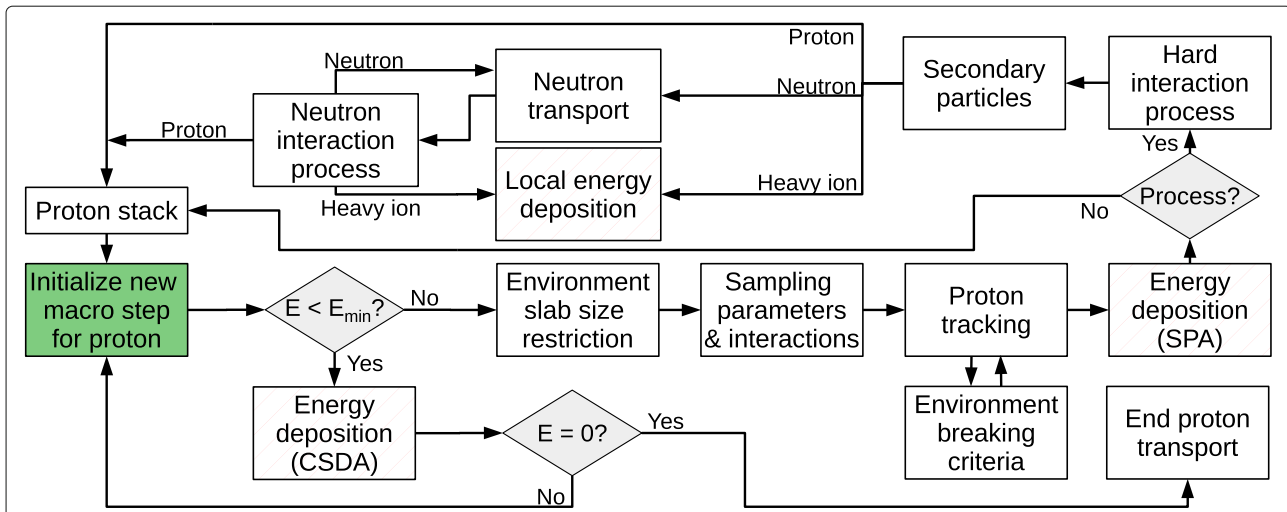 Proton
Neutron
Neutron
transport
Neutron
Secondary
particles
Hard
interaction
process
Neutron
interaction
process
Proton
Yes
Local energy
deposition
Heavy ion
Heavy ion
Process?
No
Proton stack
Initialize new
macro step
for proton
E < Emin?
No
Environment
slab size
restriction
Sampling
parameters
& interactions
Proton
tracking
Energy
deposition
(SPA)
Yes
Energy
deposition
(CSDA)
E = 0?
Yes
No
Environment
breaking
criteria
End proton
transport